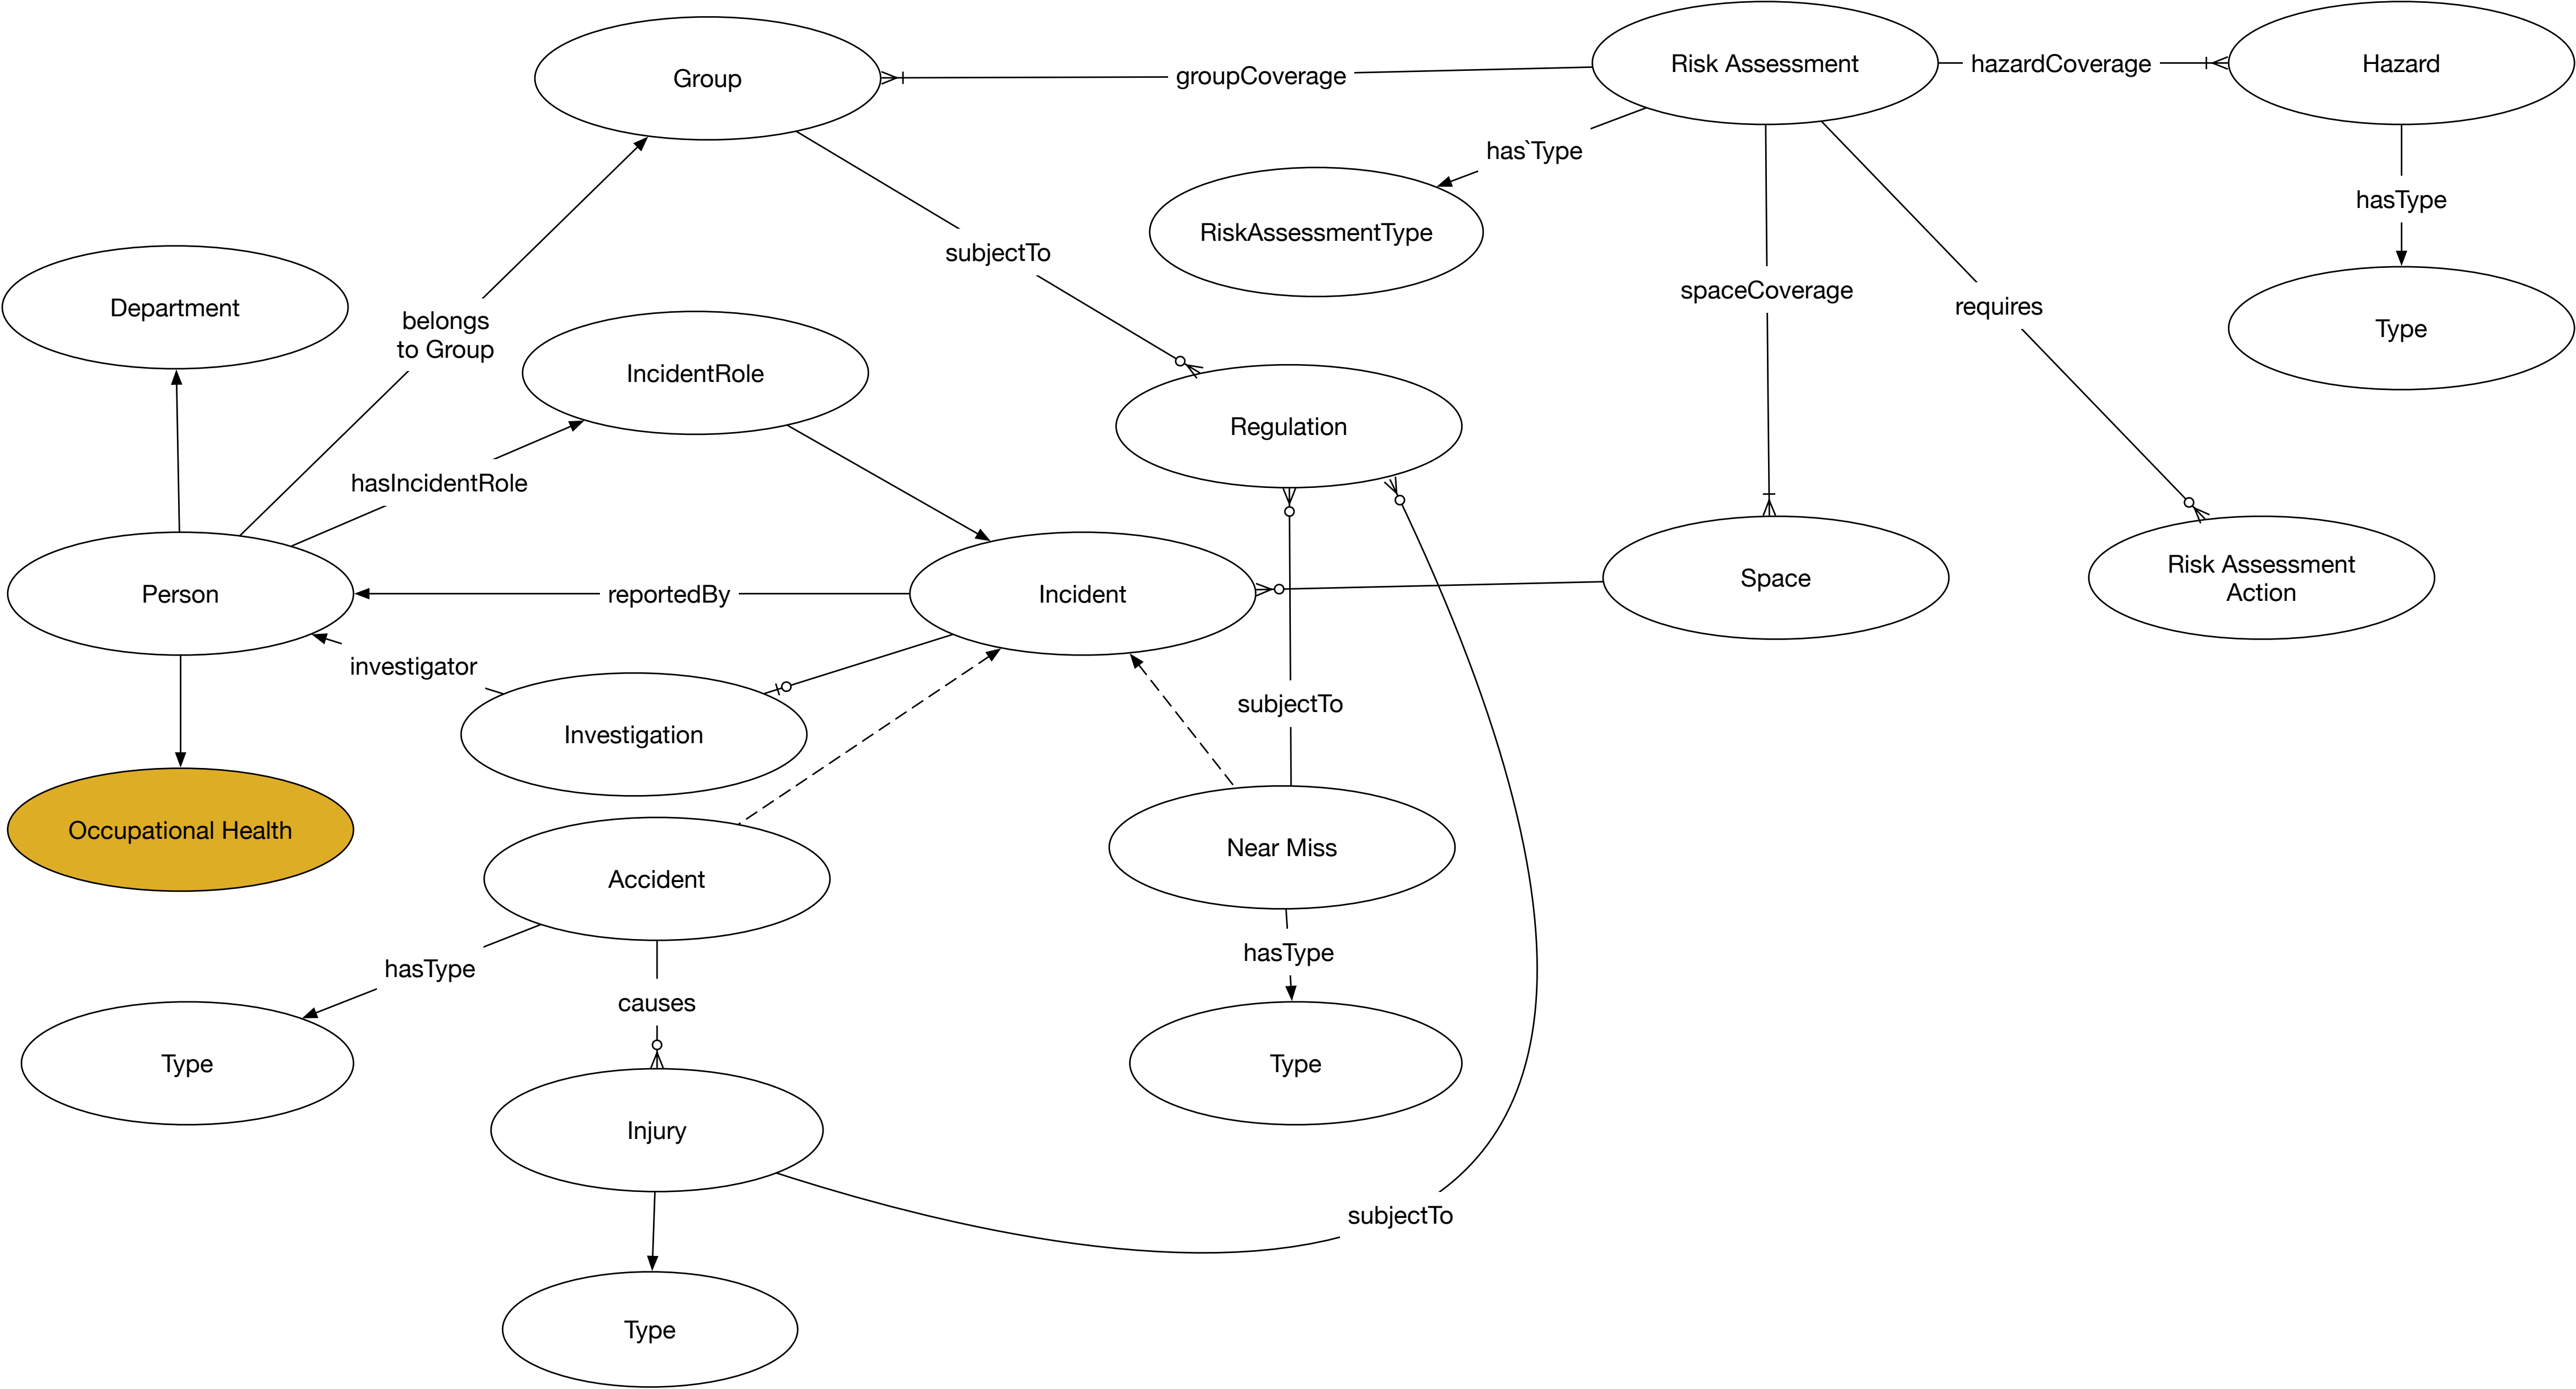 Group
groupCoverage
Risk Assessment
hazardCoverage
Hazard
has`Type
RiskAssessmentType
hasType
subjectTo
spaceCoverage
requires
Department
belongs
to Group
Type
IncidentRole
Regulation
hasIncidentRole
Person
reportedBy
Incident
Space
Risk Assessment
Action
investigator
Investigation
subjectTo
Occupational Health
Accident
Near Miss
hasType
causes
hasType
Type
Type
Injury
subjectTo
Type